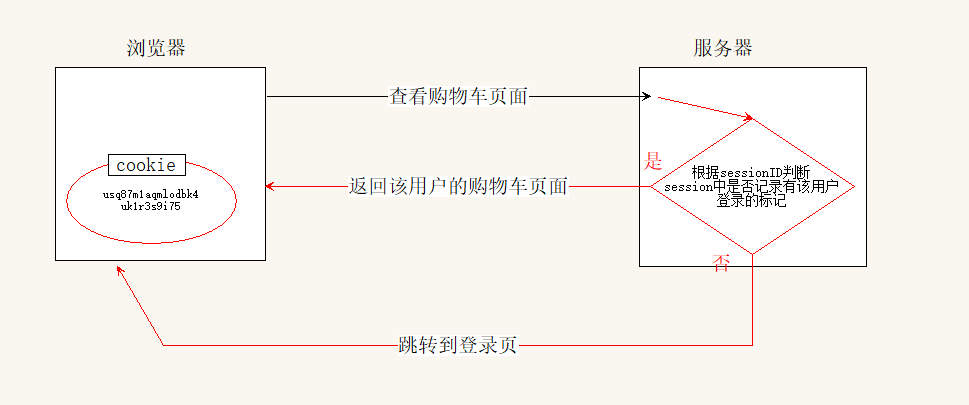 浏览器
服务器
查看购物车页面
cookie
usq87m1aqmlodbk4
uk1r3s9i75
是
返回该用户的购物车页面
根据sessionID判断
session中是否记录有该用户
登录的标记
否
跳转到登录页